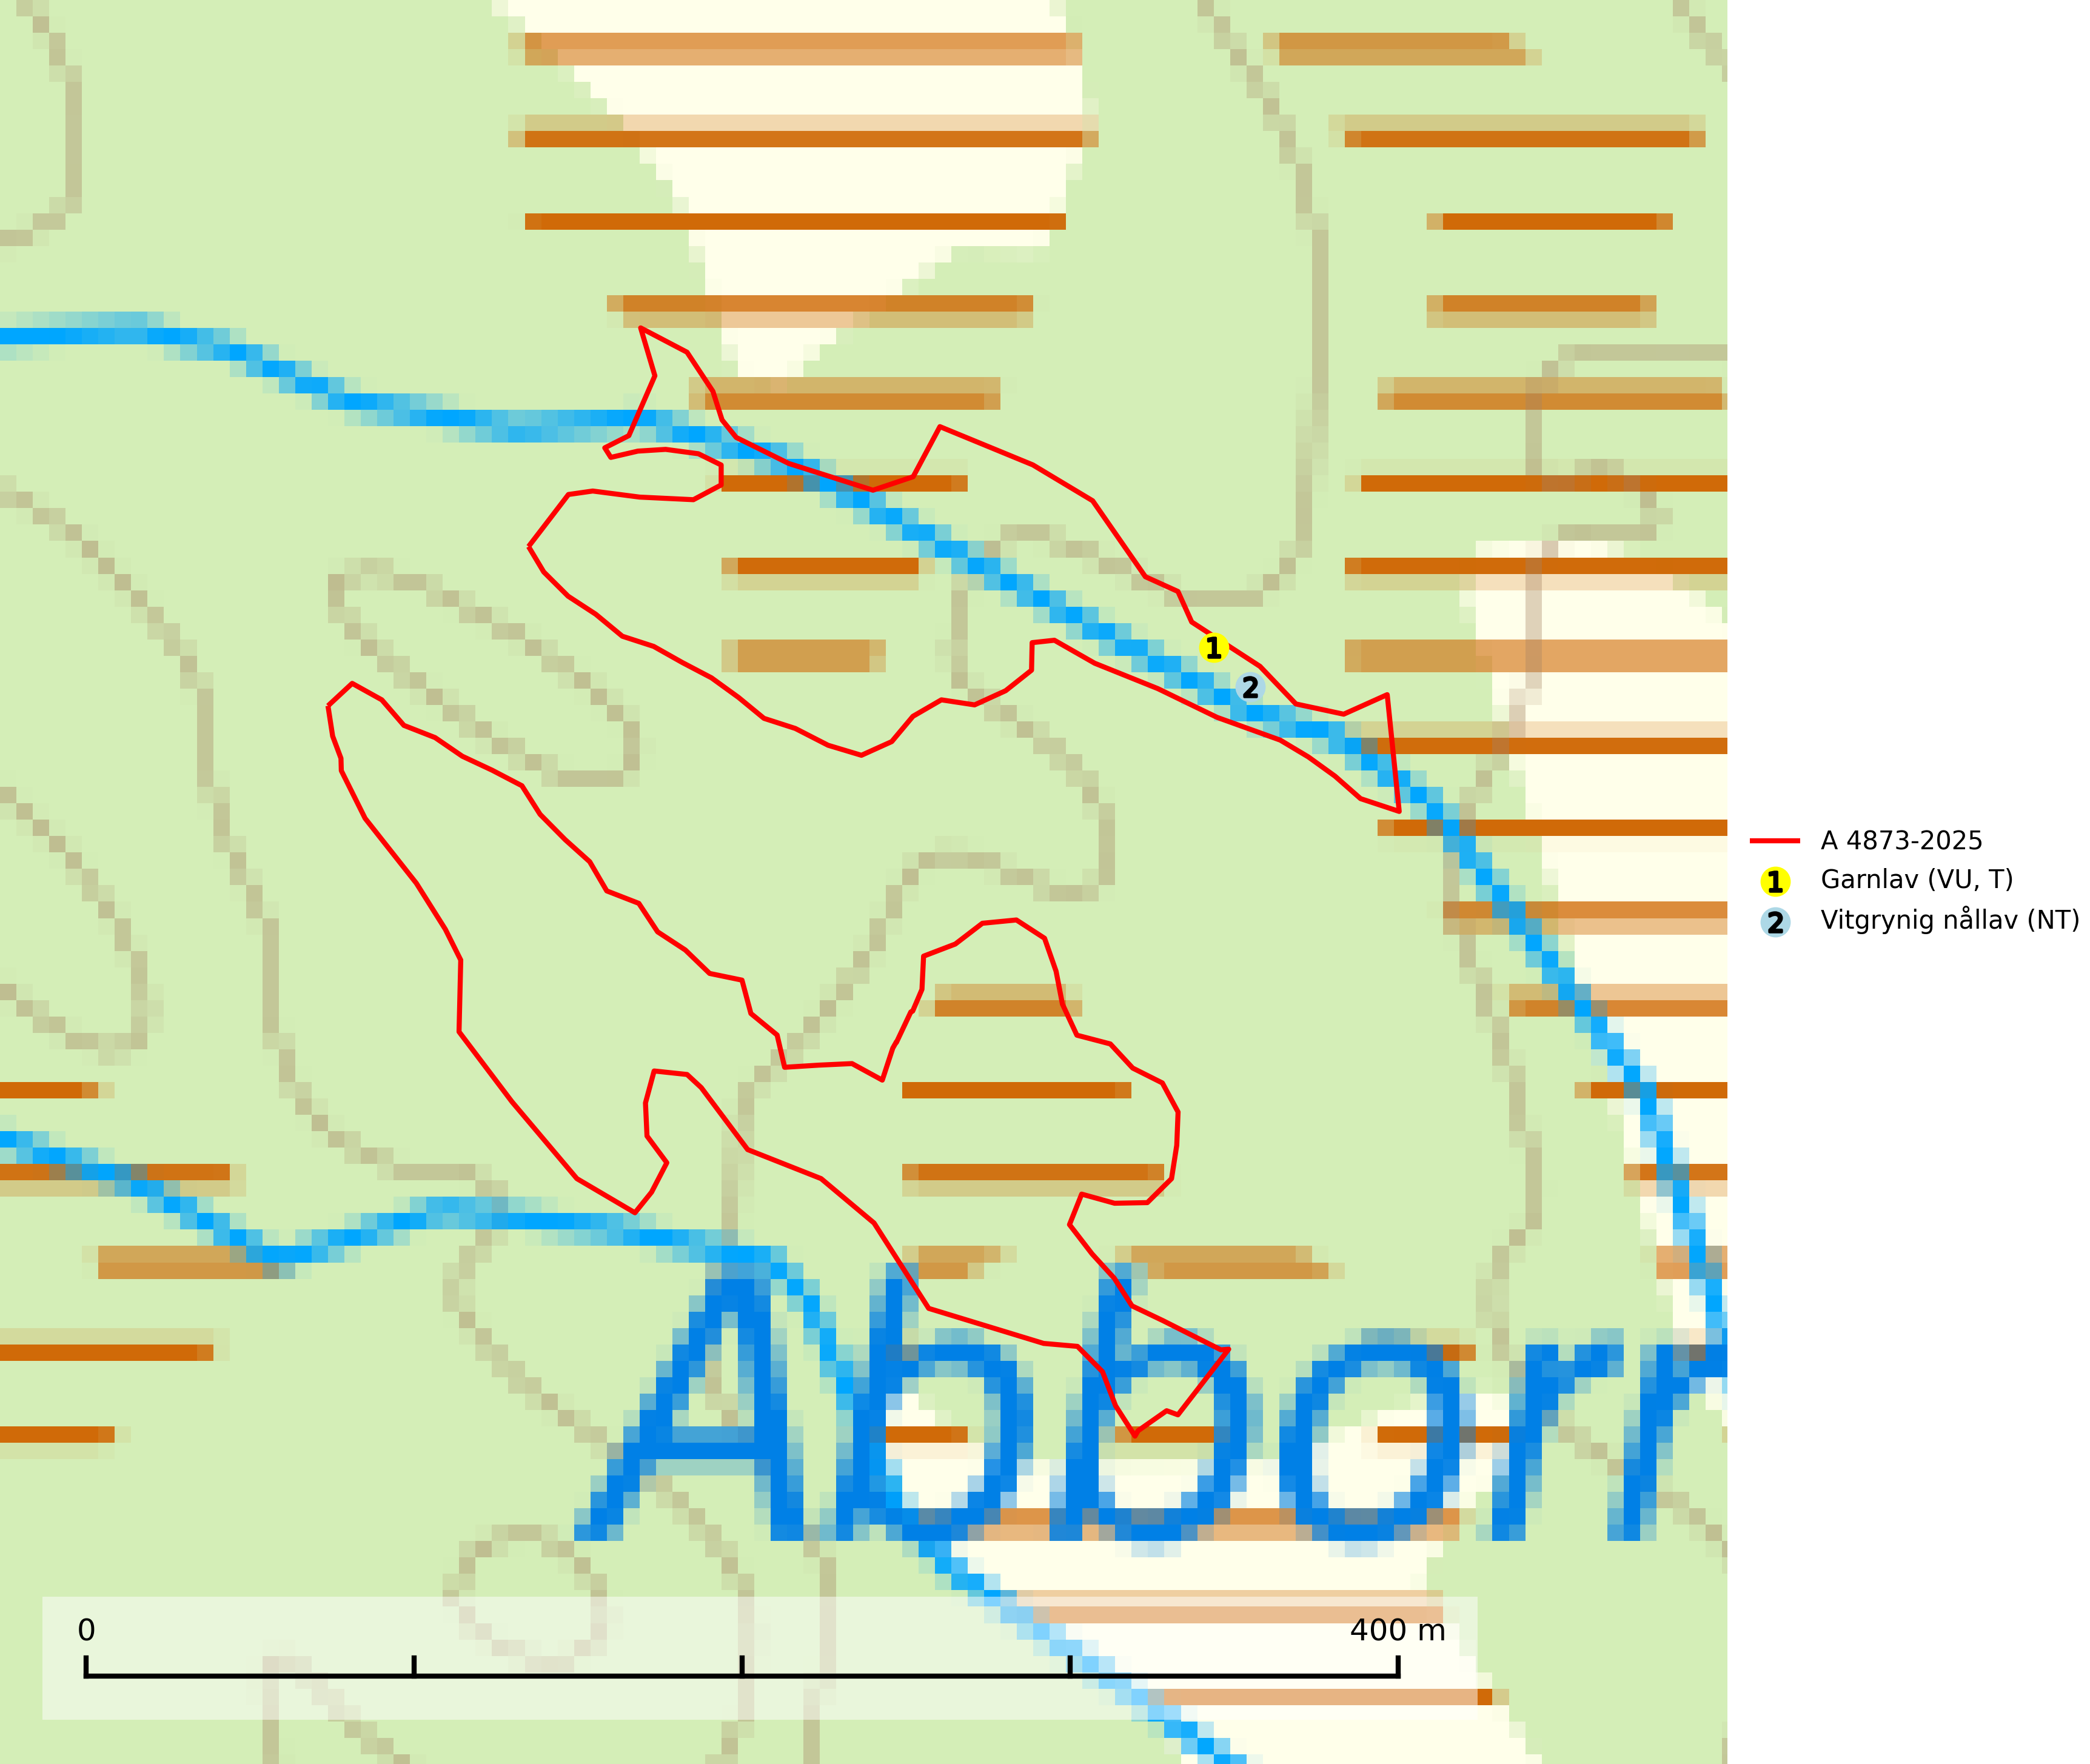 1
2
A 4873-2025
1 Garnlav (VU, T)
2 Vitgrynig nållav (NT)
Abborr
0 400 m